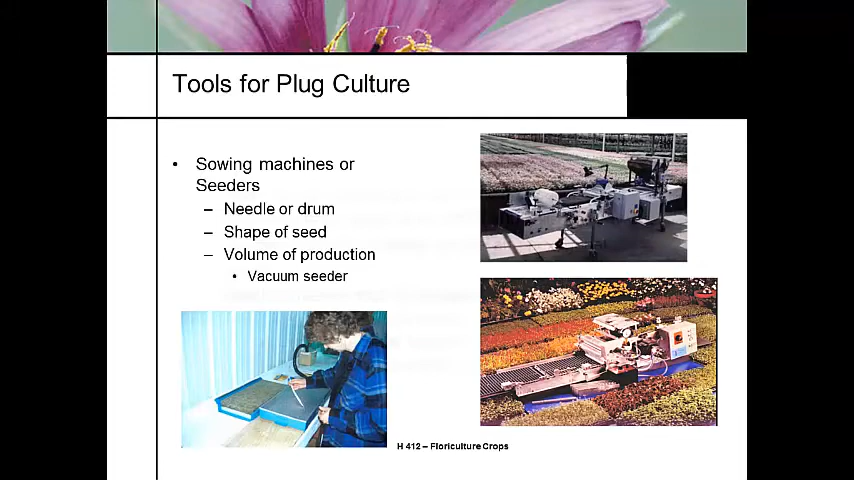 Tools for Plug Culture
• Sowing machines or
Seeders
– Needle or drum
– Shape of seed
– Volume of production
• Vacuum seeder
H 412 – Floriculture Crops